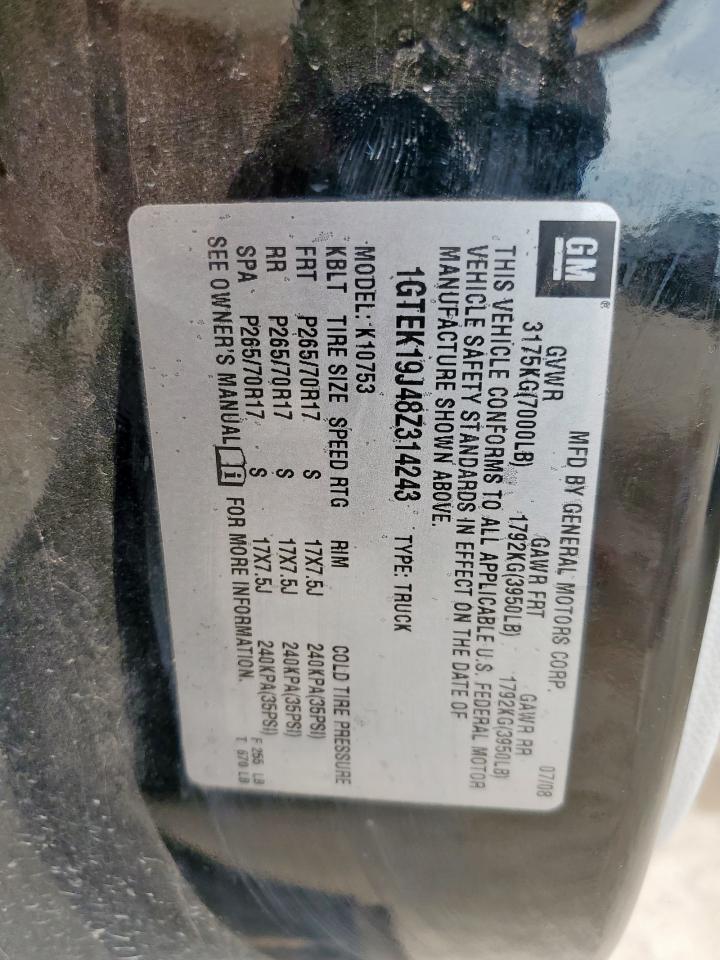 GM®
MFD BY GENERAL MOTORS CORP. 07/08
GVWR GAWR FRT GAWR RR
3175KG(7000LB) 1792KG(3950LB) 1792KG(3950LB)
THIS VEHICLE CONFORMS TO ALL APPLICABLE U.S. FEDERAL MOTOR
VEHICLE SAFETY STANDARDS IN EFFECT ON THE DATE OF
MANUFACTURE SHOWN ABOVE.
1GTEK19J48Z314243 TYPE: TRUCK
MODEL: K10753
KBLT TIRE SIZE SPEED RTG RIM COLD TIRE PRESSURE
FRT P265/70R17 S 17X7.5J 240KPA(35PSI)
RR P265/70R17 S 17X7.5J 240KPA(35PSI)
SPA P265/70R17 S 17X7.5J 240KPA(35PSI)
SEE OWNER'S MANUAL FOR MORE INFORMATION.
F 255 LB
T 670 LB